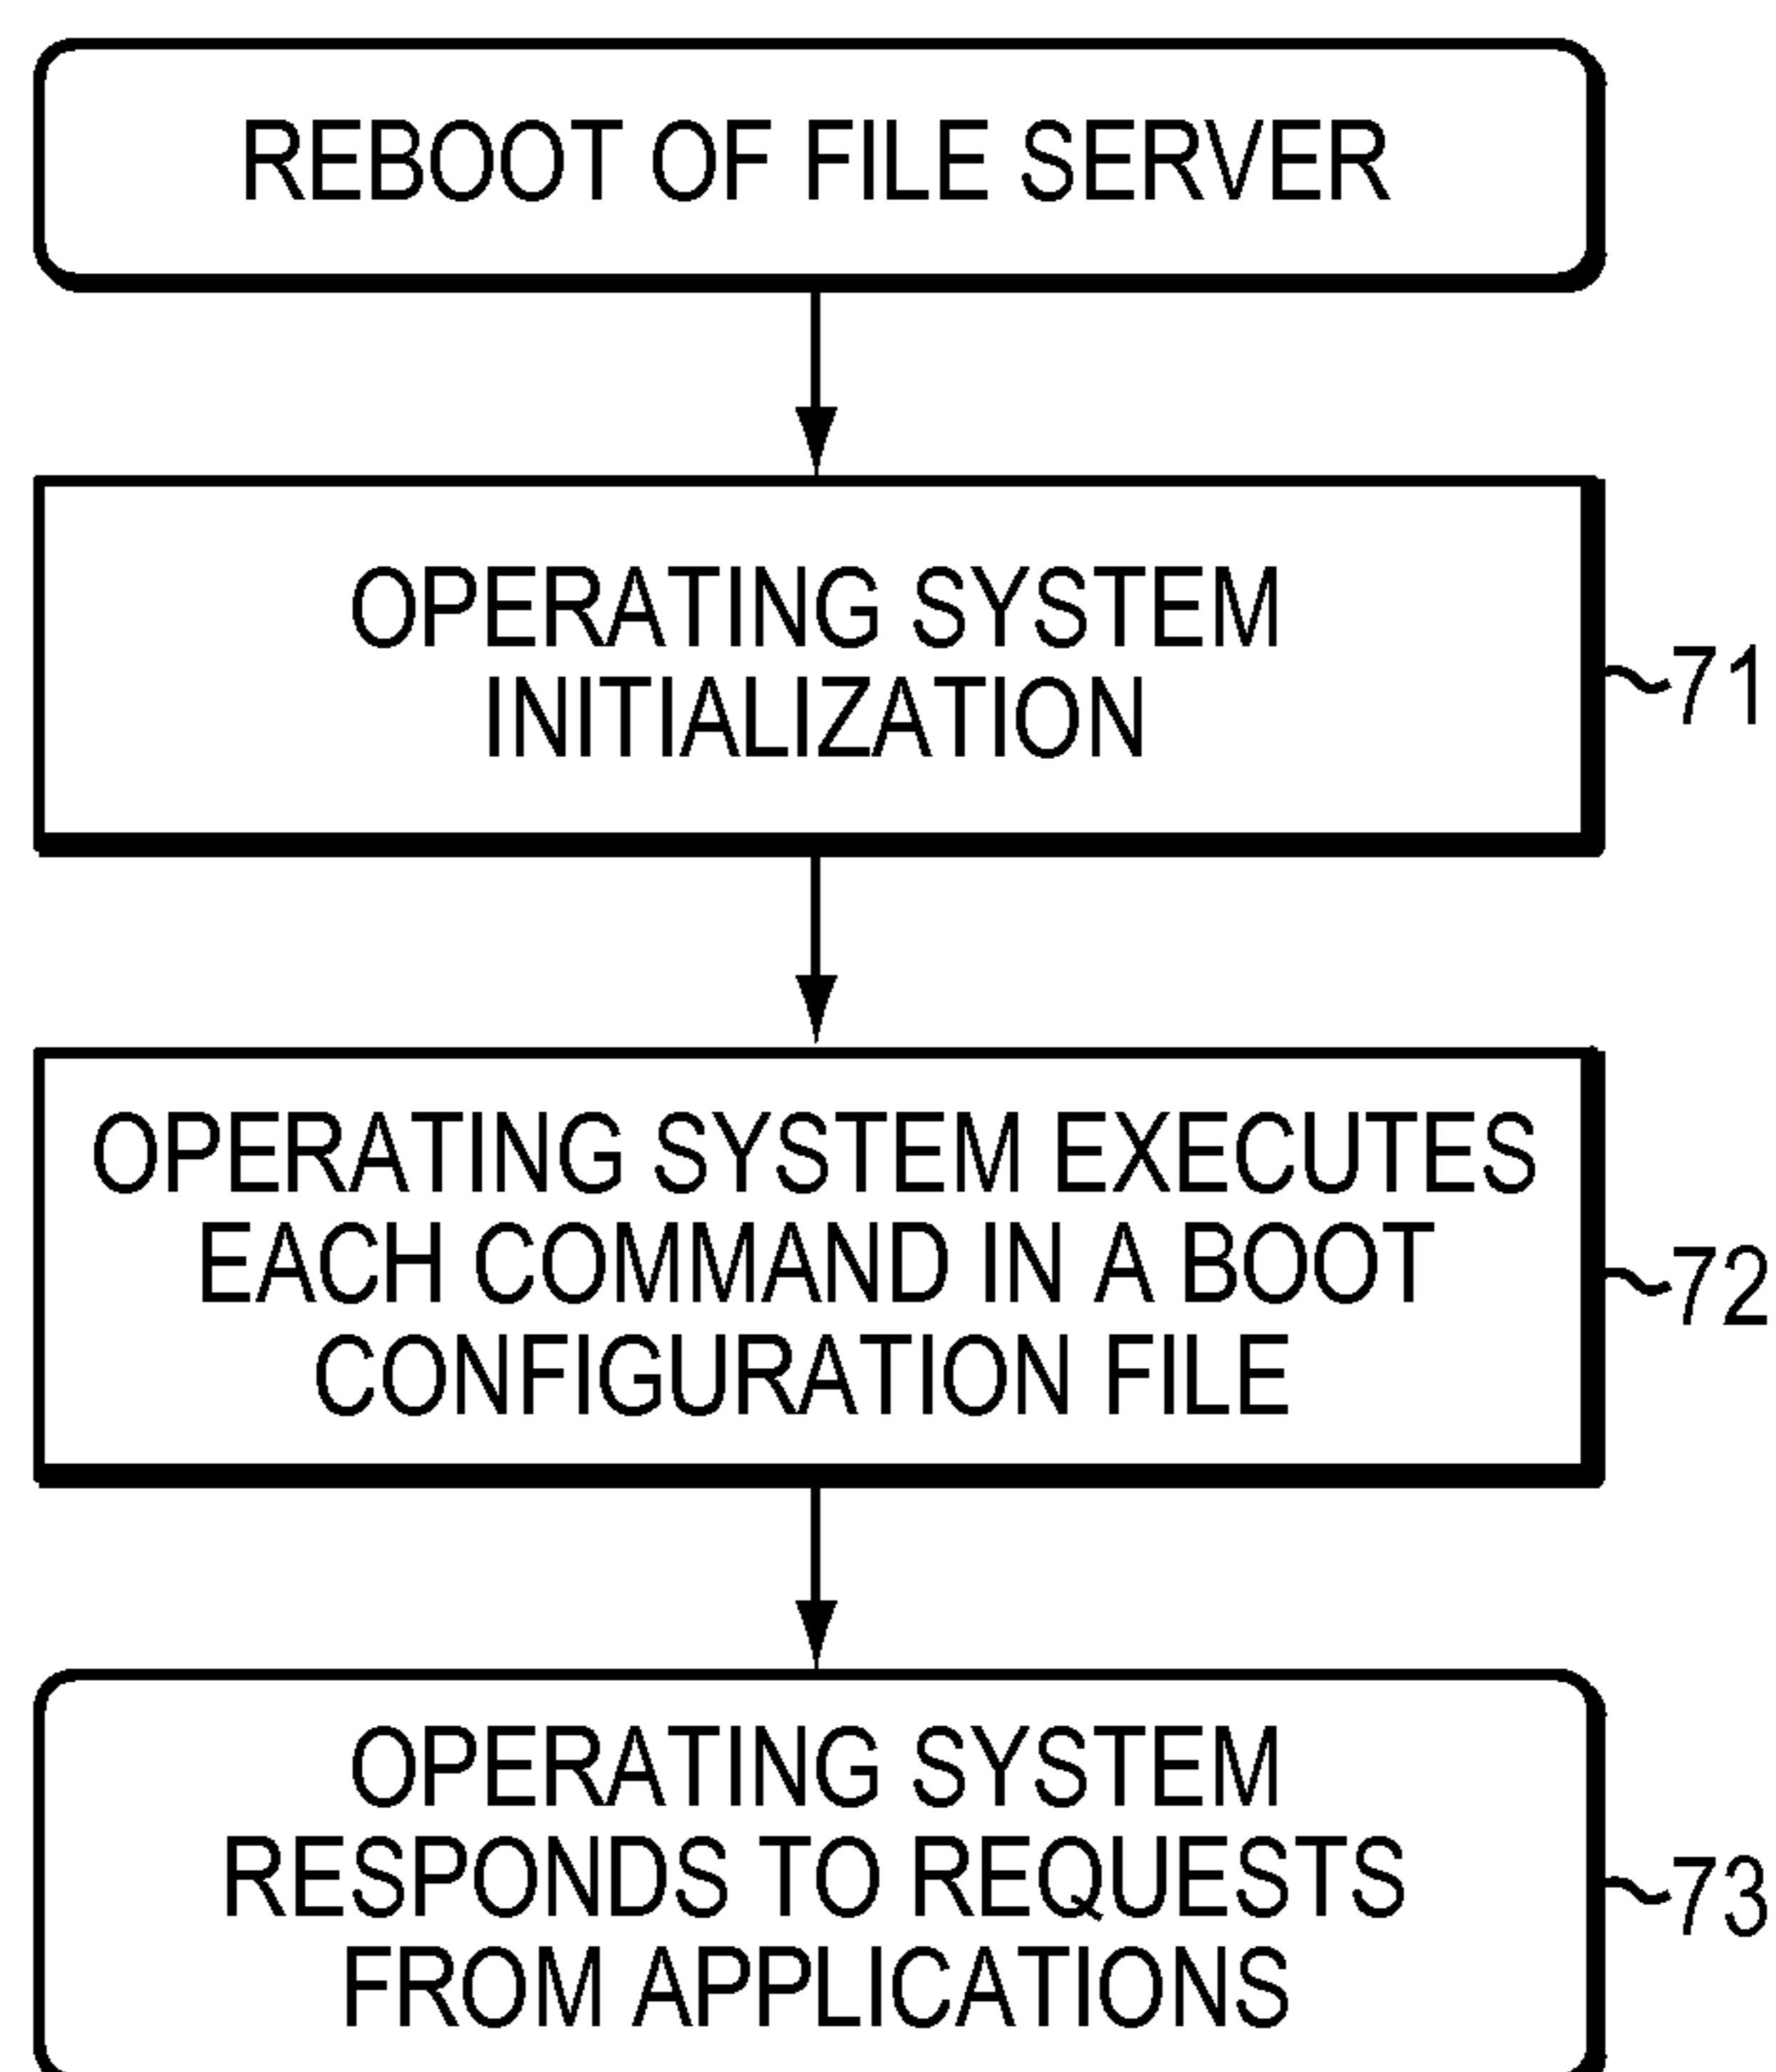 REBOOT OF FILE SERVER
OPERATING SYSTEM
INITIALIZATION
71
OPERATING SYSTEM EXECUTES
EACH COMMAND IN A BOOT
CONFIGURATION FILE
72
OPERATING SYSTEM
RESPONDS TO REQUESTS
FROM APPLICATIONS
73